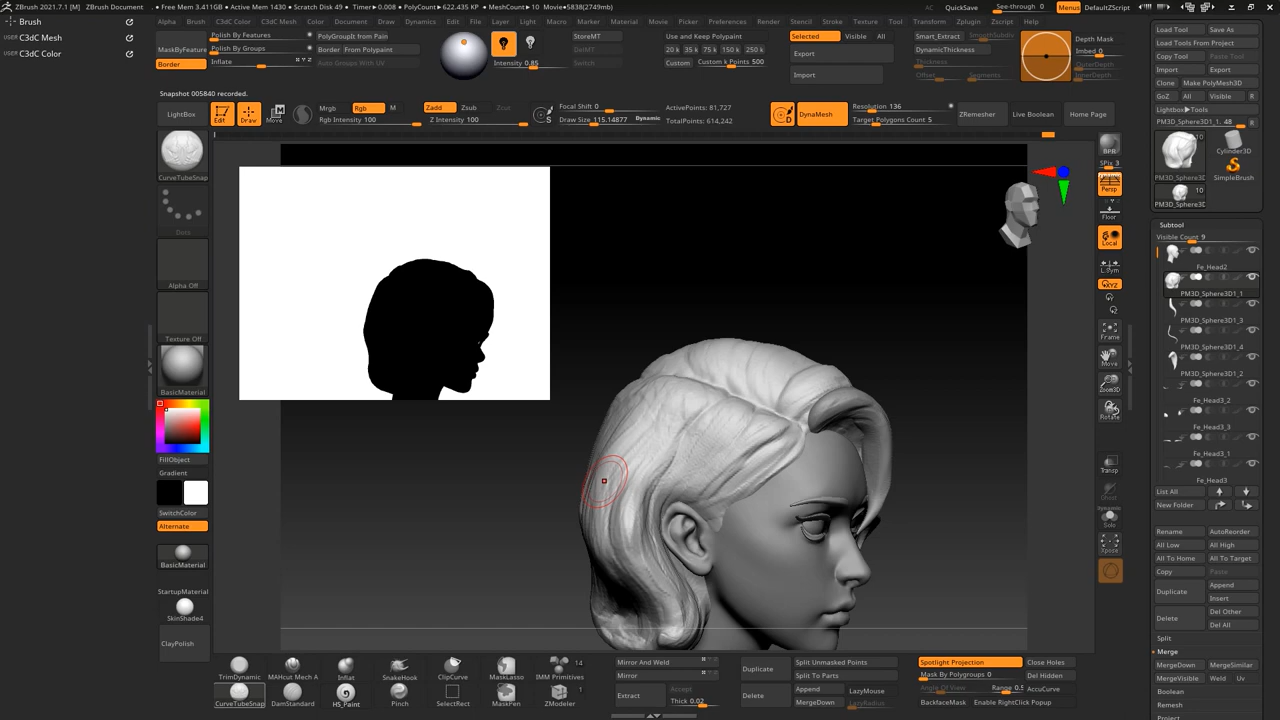 ZBrush 2021.7.1 [M] ZBrush Document • Free Mem 3.411GB • Active Mem 1430 • Scratch Disk 49 • Timer▸0.008 • PolyCount▸622.435 KP • MeshCount▸10 Movie●5838(2749mb) AC QuickSave See-through 0 Menus DefaultZScript
Brush
Alpha Brush C3dC Color C3dC Mesh Color Document Draw Dynamics Edit File Layer Light Macro Marker Material Movie Picker Preferences Render Stencil Stroke Texture Tool Transform Zplugin Zscript Help
USER C3dC Mesh
USER C3dC Color
MaskByFeature
Border
Polish By Features
Polish By Groups
Inflate
X Y Z
PolyGroupIt from Pain
Border From Polypaint
Auto Groups With UV
Intensity 0.85
StoreMT
DelMT
Switch
Use and Keep Polypaint
20 k 35 k 75 k 150 k 250 k
Custom Custom k Points 500
Selected Visible All
Export
Import
Smart_Extract SmoothSubdiv
DynamicThickness
Thickness
Offset Segments
Depth Mask
Imbed 0
OuterDepth
InnerDepth
Load Tool Save As
Load Tools From Project
Copy Tool Paste Tool
Import Export
Clone Make PolyMesh3D
GoZ All Visible R
Lightbox▶Tools
PM3D_Sphere3D1_1. 48 R
Snapshot 005840 recorded.
LightBox
Edit
Draw
Move
Mrgb Rgb M
Rgb Intensity 100
Zadd Zsub Zcut
Z Intensity 100
S
Focal Shift 0
Draw Size 115.14877 Dynamic
ActivePoints: 81,727
TotalPoints: 614,242
D
DynaMesh
Resolution 136
Target Polygons Count 5
ZRemesher
Live Boolean
Home Page
CurveTubeSnap
Dots
Alpha Off
Texture Off
BasicMaterial
FillObject
Gradient
SwitchColor
Alternate
BasicMaterial
StartupMaterial
SkinShade4
ClayPolish
BPR
SPix 3
Dynamic
Persp
Floor
Local
L.Sym
XYZ
Frame
Move
Zoom3D
Rotate
Transp
Ghost
Dynamic
Solo
Xpose
10
PM3D_Sphere3D
Cylinder3D
SimpleBrush
10
PM3D_Sphere3D
Subtool
Visible Count 9
Fe_Head2
PM3D_Sphere3D1_1
PM3D_Sphere3D1_3
PM3D_Sphere3D1_4
PM3D_Sphere3D1_2
Fe_Head3_2
Fe_Head3_3
Fe_Head3_1
Fe_Head3
List All
New Folder
Rename AutoReorder
All Low All High
All To Home All To Target
Copy Paste
Duplicate Append
Insert
Delete Del Other
Del All
Split
Merge
MergeDown MergeSimilar
MergeVisible Weld Uv
Boolean
Remesh
Project
TrimDynamic MAHcut Mech A Inflat SnakeHook ClipCurve MaskLasso 14 IMM Primitives
CurveTubeSnap DamStandard HS_Paint Pinch SelectRect MaskPen 1 ZModeler
Mirror And Weld
Mirror
Extract Accept
Thick 0.02
Duplicate
Delete
Split Unmasked Points
Split To Parts
Append
MergeDown
LazyMouse
LazyRadius
Spotlight Projection
Mask By Polygroups 0
Angle Of View Range 0.5
BackfaceMask
Close Holes
Del Hidden
AccuCurve
Enable RightClick Popup